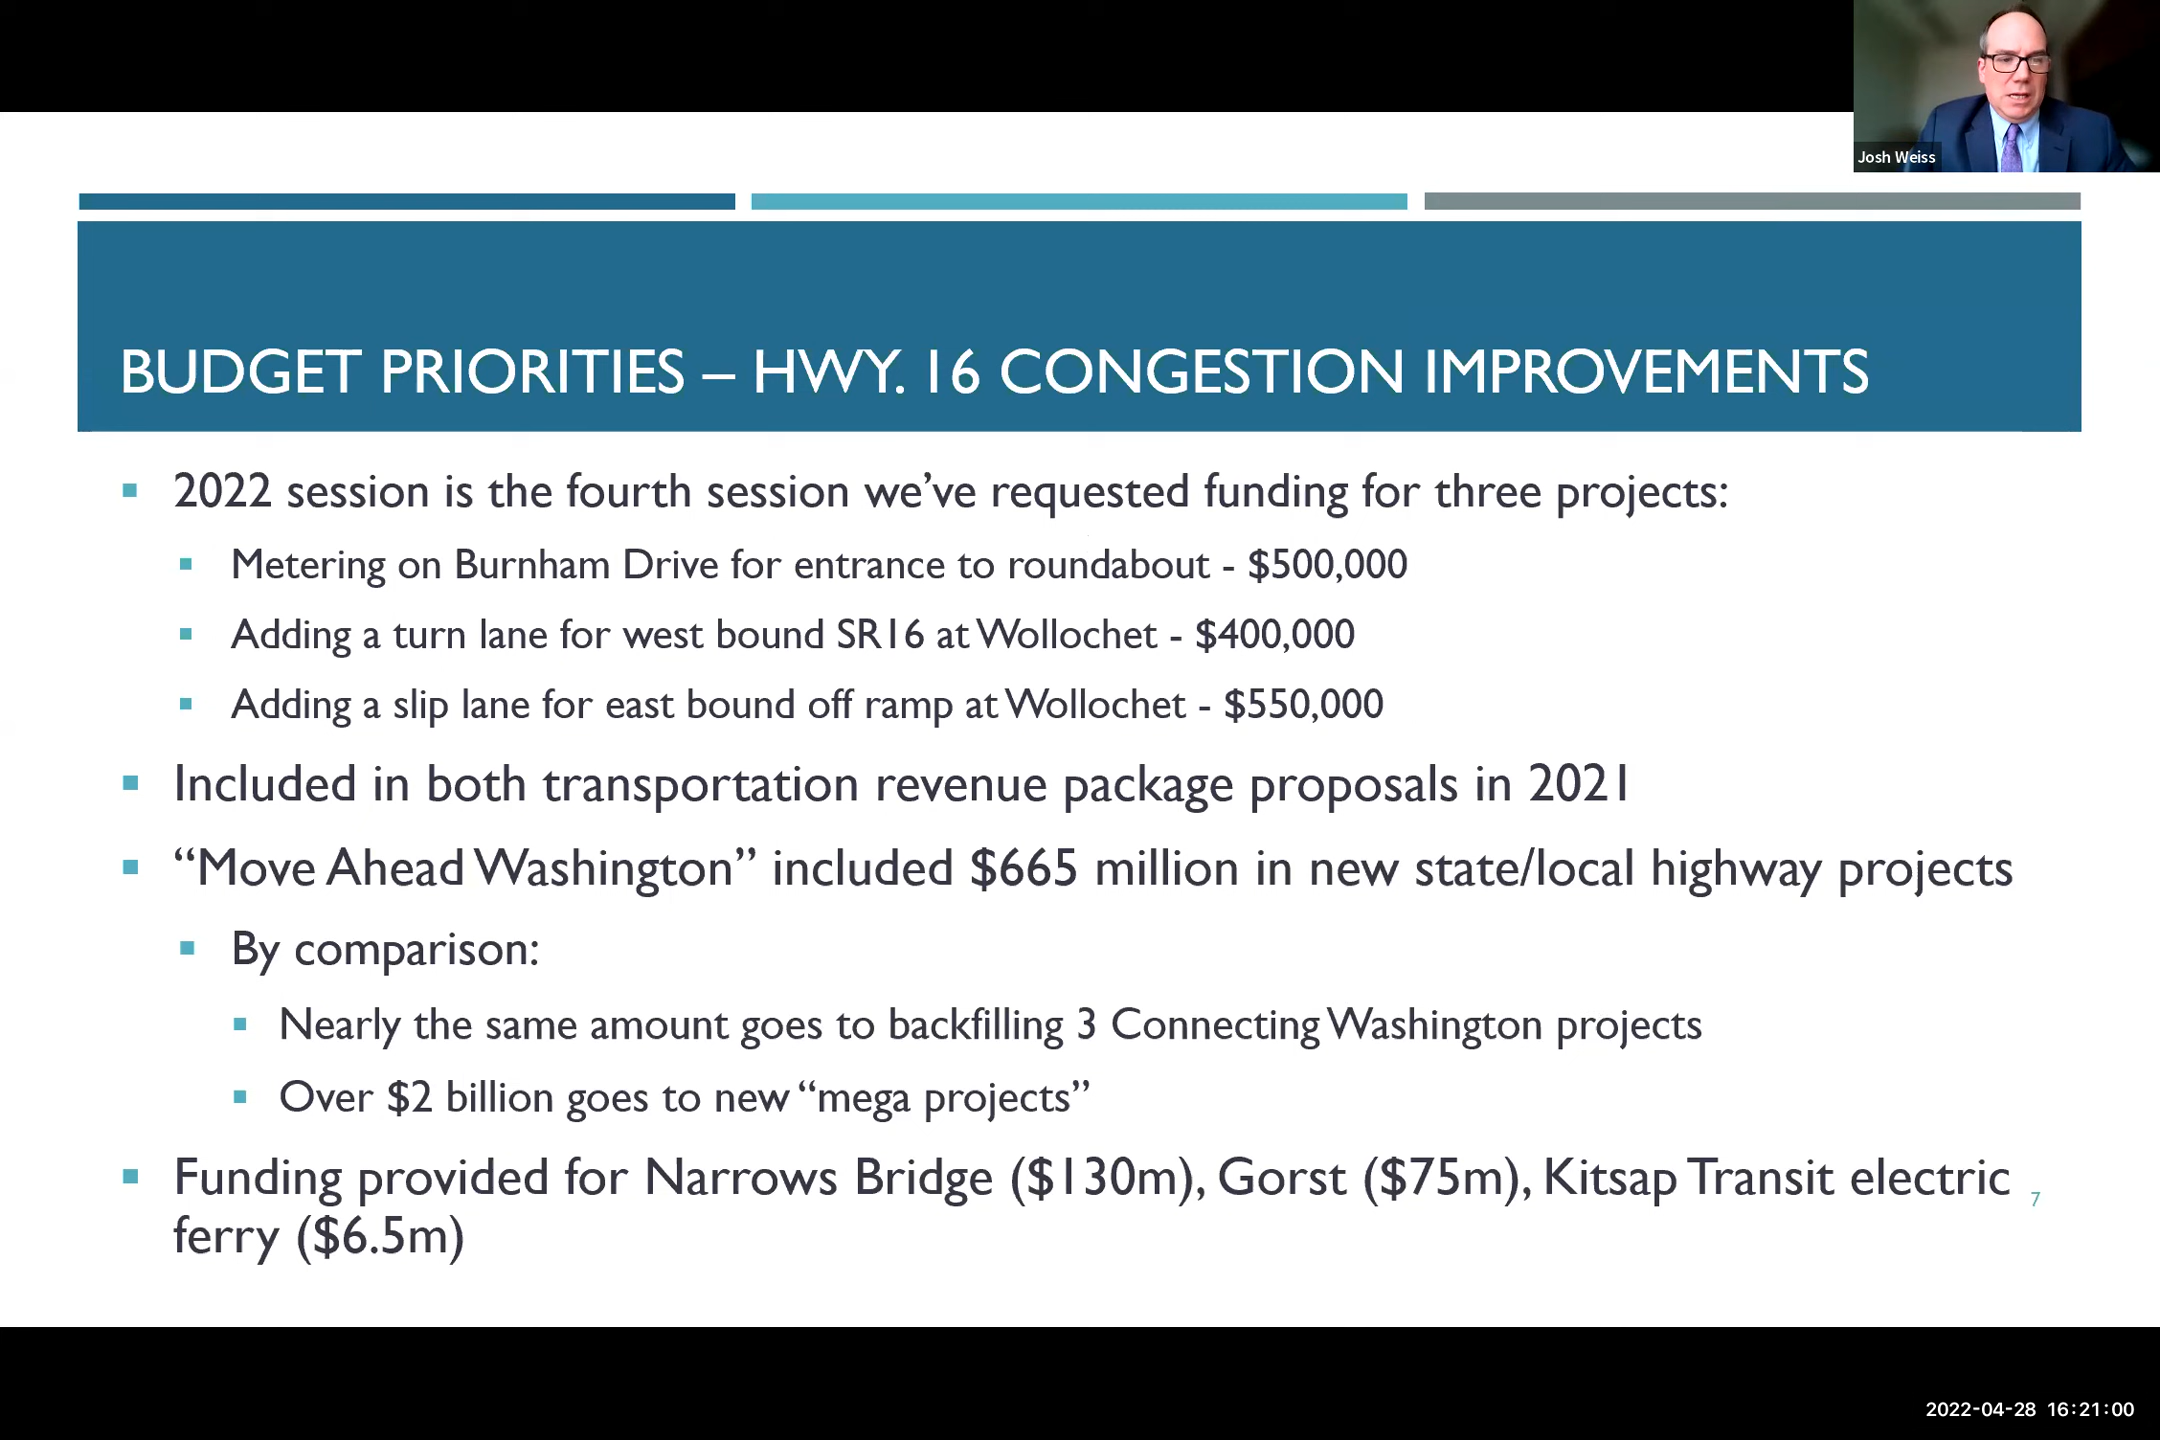 Josh Weiss
BUDGET PRIORITIES – HWY. 16 CONGESTION IMPROVEMENTS
2022 session is the fourth session we’ve requested funding for three projects:
Metering on Burnham Drive for entrance to roundabout - $500,000
Adding a turn lane for west bound SR16 at Wollochet - $400,000
Adding a slip lane for east bound off ramp at Wollochet - $550,000
Included in both transportation revenue package proposals in 2021
“Move Ahead Washington” included $665 million in new state/local highway projects
By comparison:
Nearly the same amount goes to backfilling 3 Connecting Washington projects
Over $2 billion goes to new “mega projects”
Funding provided for Narrows Bridge ($130m), Gorst ($75m), Kitsap Transit electric
ferry ($6.5m)
7
2022-04-28 16:21:00